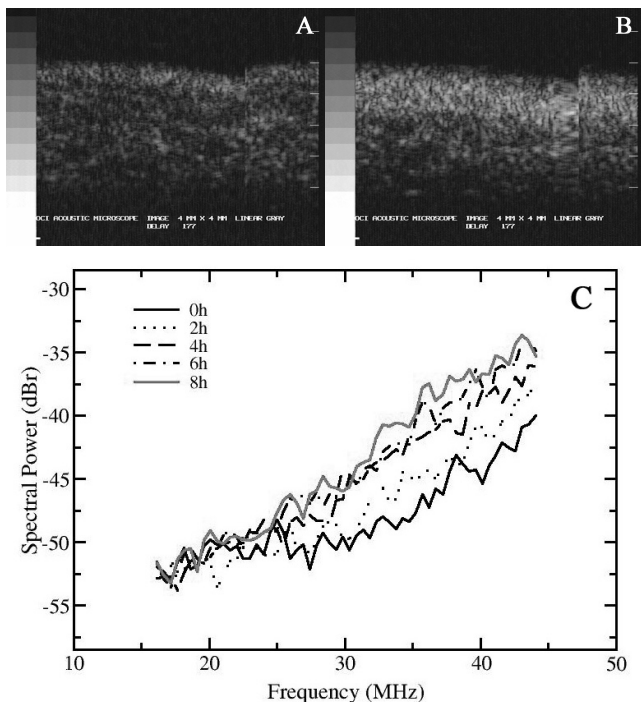 A
OCI ACOUSTIC MICROSCOPE IMAGE 4 MM X 4 MM LINEAR GRAY
DELAY 177
B
OCI ACOUSTIC MICROSCOPE IMAGE 4 MM X 4 MM LINEAR GRAY
DELAY 177
C
0h
2h
4h
6h
8h
Spectral Power (dBr)
-30
-35
-40
-45
-50
-55
10 20 30 40 50
Frequency (MHz)